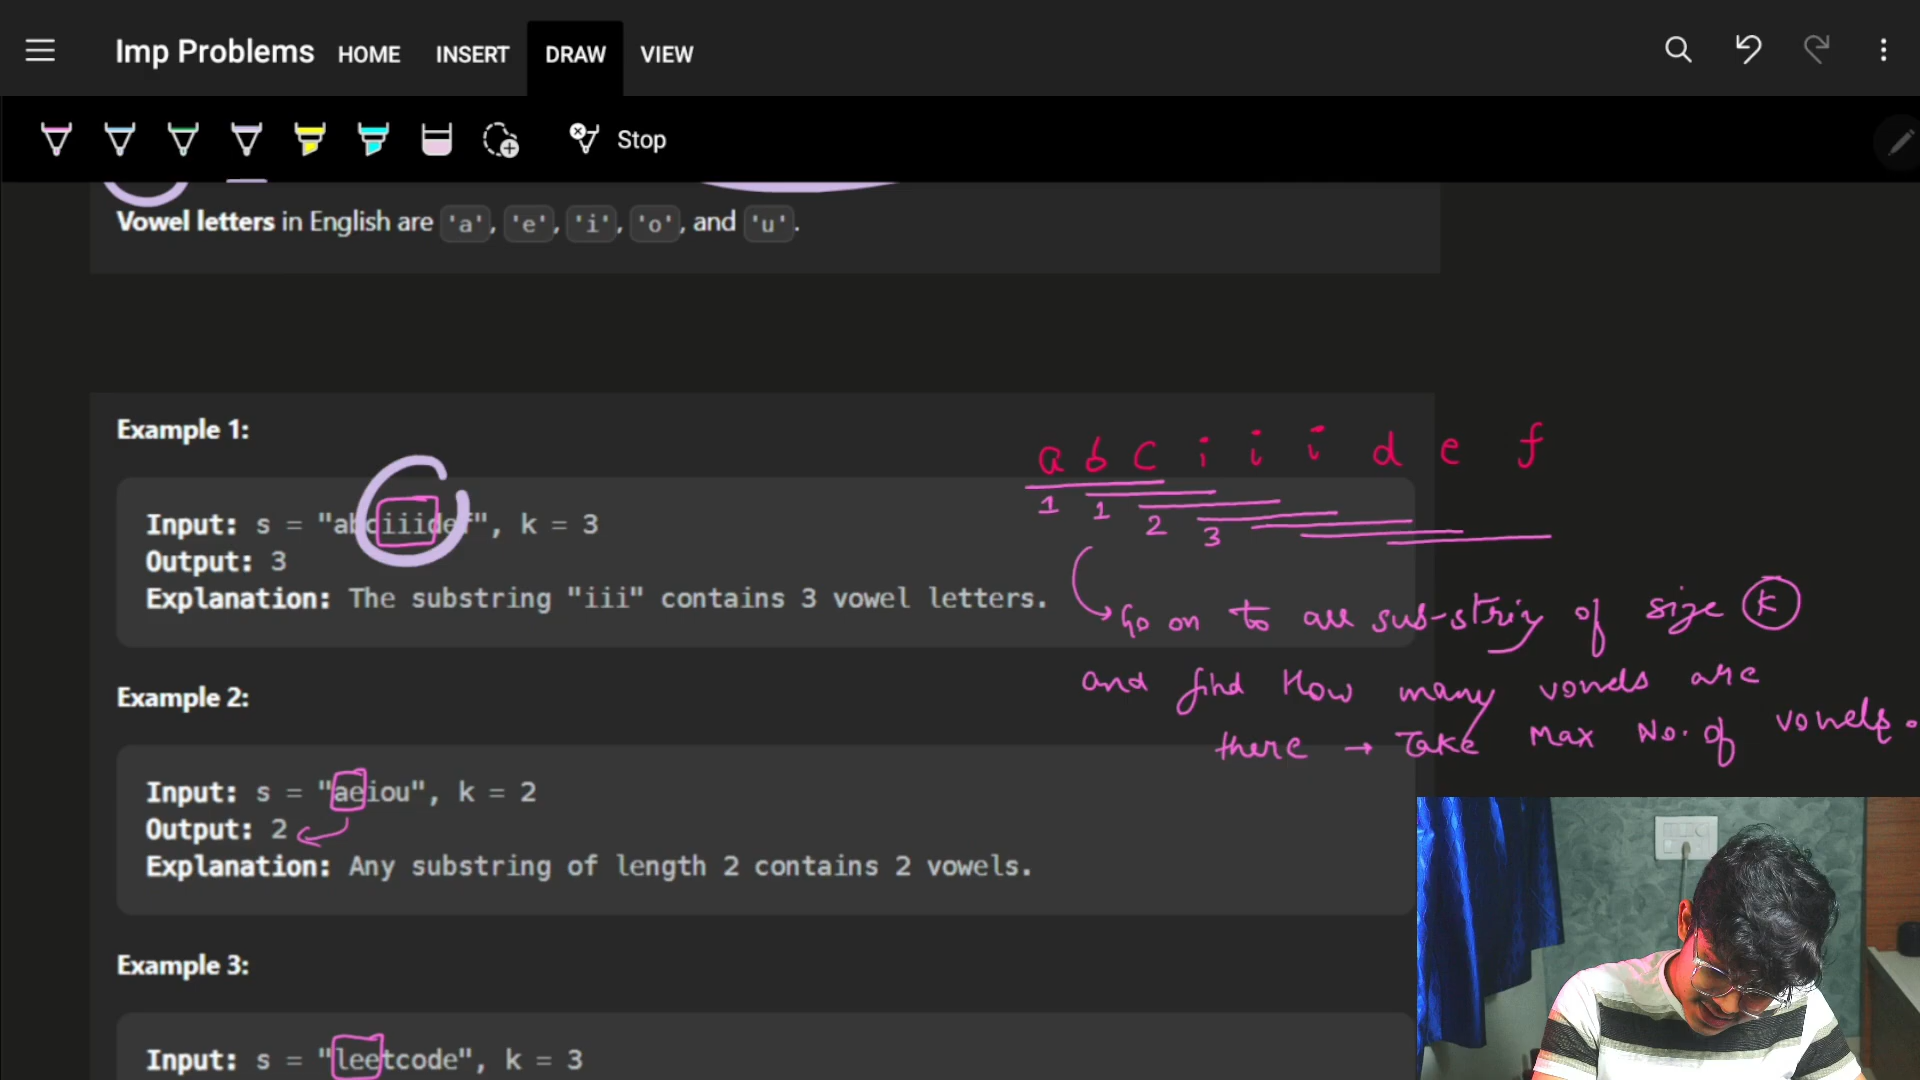 Imp Problems HOME INSERT DRAW VIEW
Stop
Vowel letters in English are 'a', 'e', 'i', 'o', and 'u'.
Example 1:
Input: s = "abciiidef", k = 3
Output: 3
Explanation: The substring "iii" contains 3 vowel letters.
a b c i i i d e f
1 1 2 3
Go on to all sub-string of size K
and find How many vowels are
there → Take Max No. of vowels.
Example 2:
Input: s = "aeiou", k = 2
Output: 2
Explanation: Any substring of length 2 contains 2 vowels.
Example 3:
Input: s = "leetcode", k = 3